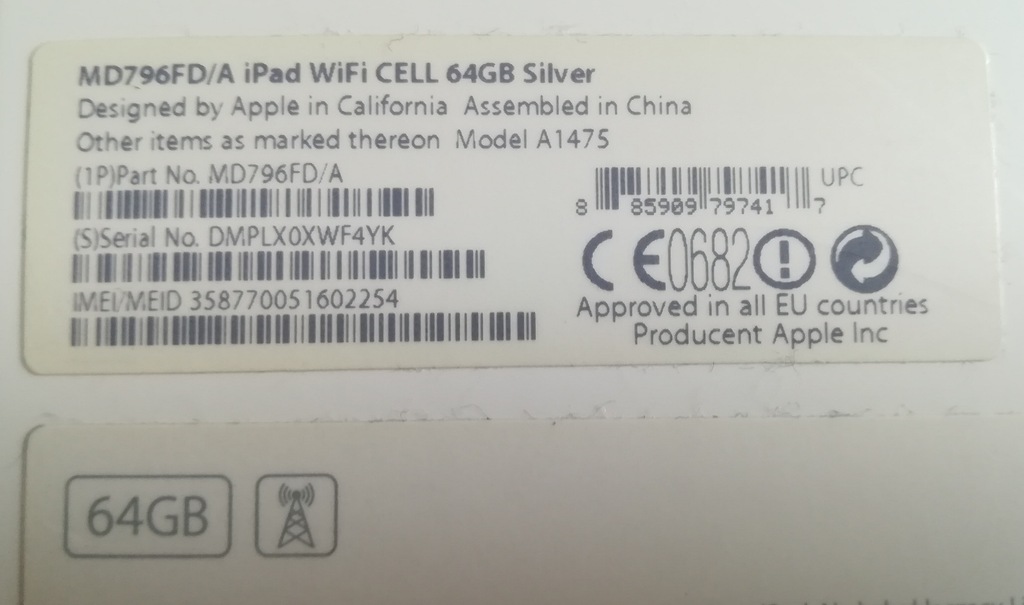 MD796FD/A iPad WiFi CELL 64GB Silver
Designed by Apple in California Assembled in China
Other items as marked thereon Model A1475
(1P)Part No. MD796FD/A
(S)Serial No. DMPLX0XWF4YK
IMEI/MEID 358770051602254
UPC
8 85909 79741 7
CE0682
Approved in all EU countries
Producent Apple Inc
64GB